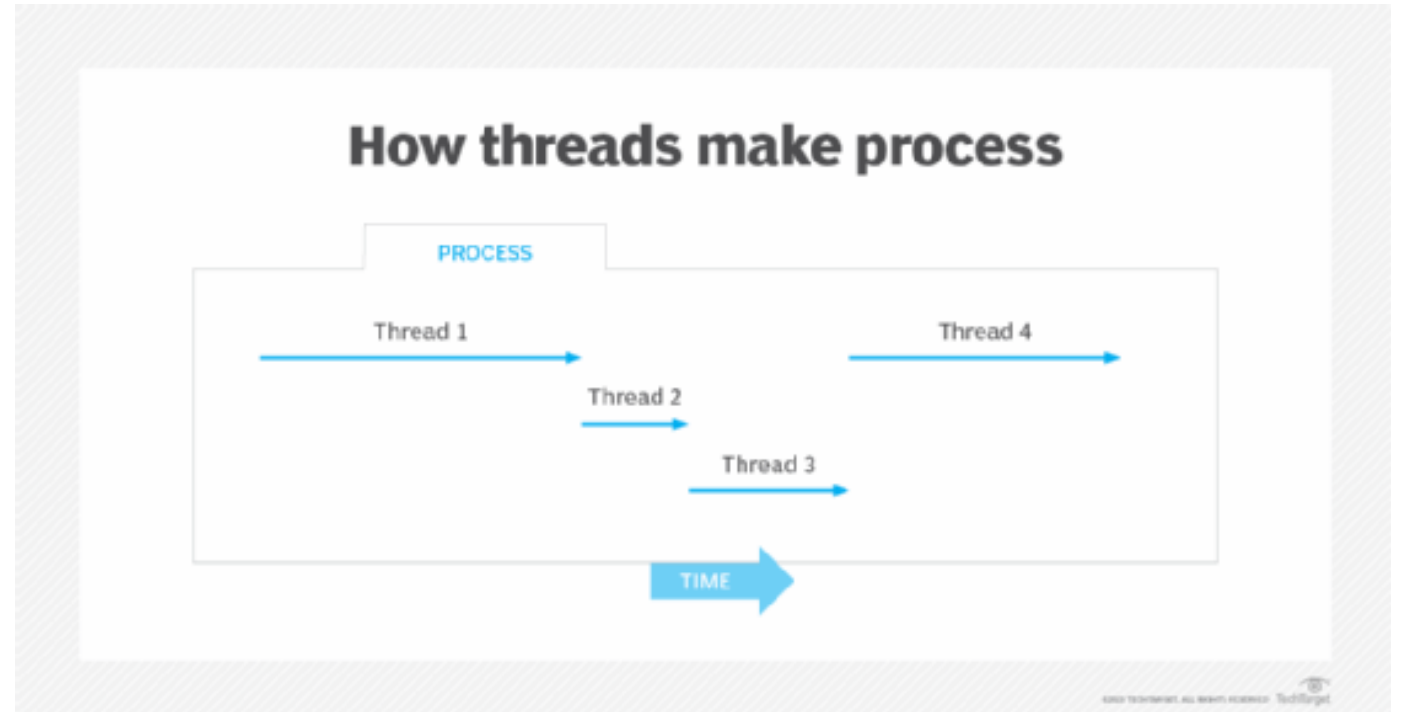 How threads make process
PROCESS
Thread 1
Thread 4
Thread 2
Thread 3
TIME
TechTarget